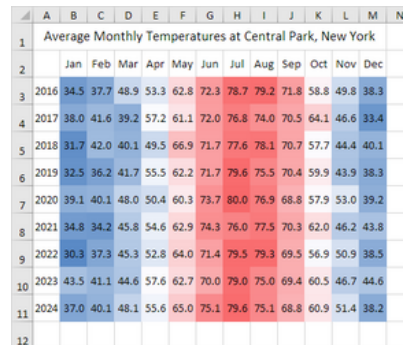 A B C D E F G H I J K L M N
1 Average Monthly Temperatures at Central Park, New York
2 Jan Feb Mar Apr May Jun Jul Aug Sep Oct Nov Dec
3 2016 34.5 37.7 48.9 53.3 62.8 72.3 78.7 79.2 71.8 58.8 49.8 38.3
4 2017 38.0 41.6 39.2 57.2 61.1 72.0 76.8 74.0 70.5 64.1 46.6 33.4
5 2018 31.7 42.0 40.1 49.5 66.9 71.7 77.6 78.1 70.7 57.7 44.4 40.1
6 2019 32.5 36.2 41.7 55.5 62.2 71.7 79.6 75.5 70.4 59.9 43.9 38.3
7 2020 39.1 40.1 48.0 50.4 60.3 73.7 80.0 76.9 68.8 57.9 53.0 39.2
8 2021 34.8 34.2 45.8 54.6 62.9 74.3 76.0 77.5 70.3 62.0 46.2 43.8
9 2022 30.3 37.3 45.3 52.8 64.0 71.4 79.5 79.3 69.5 56.9 50.9 38.5
10 2023 43.5 41.1 44.6 57.6 62.7 70.0 79.0 75.0 69.4 60.5 46.7 44.6
11 2024 37.0 40.1 48.1 55.6 65.0 75.1 79.6 75.1 68.8 60.9 51.4 38.2
12